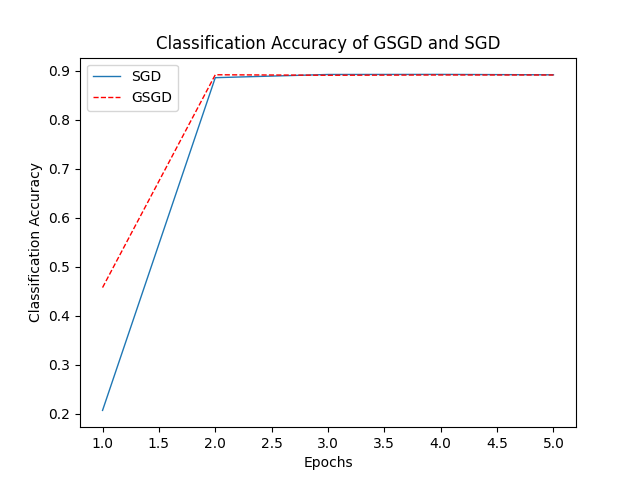 Classification Accuracy of GSGD and SGD
SGD
GSGD
Classification Accuracy
0.9
0.8
0.7
0.6
0.5
0.4
0.3
0.2
1.0 1.5 2.0 2.5 3.0 3.5 4.0 4.5 5.0
Epochs